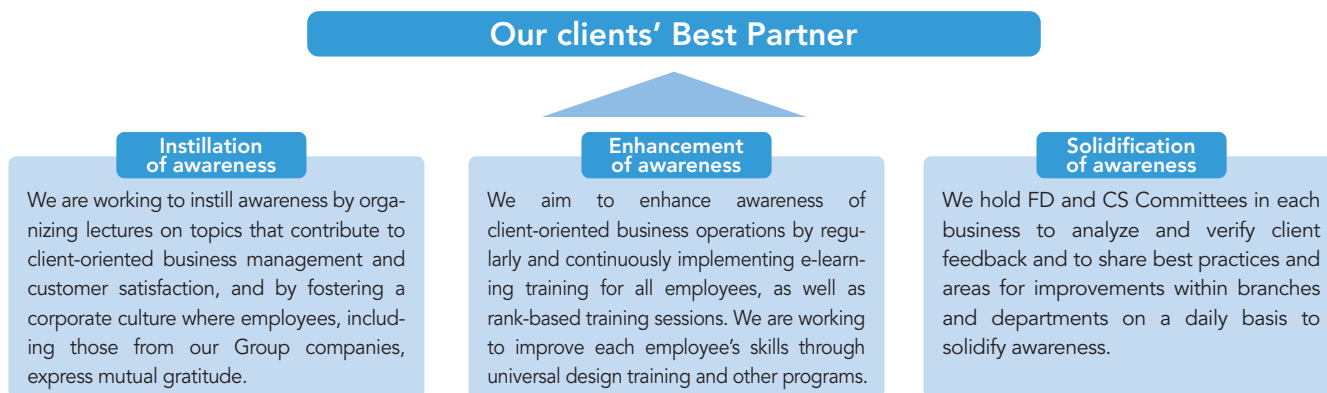 Our clients’ Best Partner
Instillation
of awareness
We are working to instill awareness by orga-
nizing lectures on topics that contribute to
client-oriented business management and
customer satisfaction, and by fostering a
corporate culture where employees, includ-
ing those from our Group companies,
express mutual gratitude.
Enhancement
of awareness
We aim to enhance awareness of
client-oriented business operations by regu-
larly and continuously implementing e-learn-
ing training for all employees, as well as
rank-based training sessions. We are working
to improve each employee’s skills through
universal design training and other programs.
Solidification
of awareness
We hold FD and CS Committees in each
business to analyze and verify client
feedback and to share best practices and
areas for improvements within branches
and departments on a daily basis to
solidify awareness.